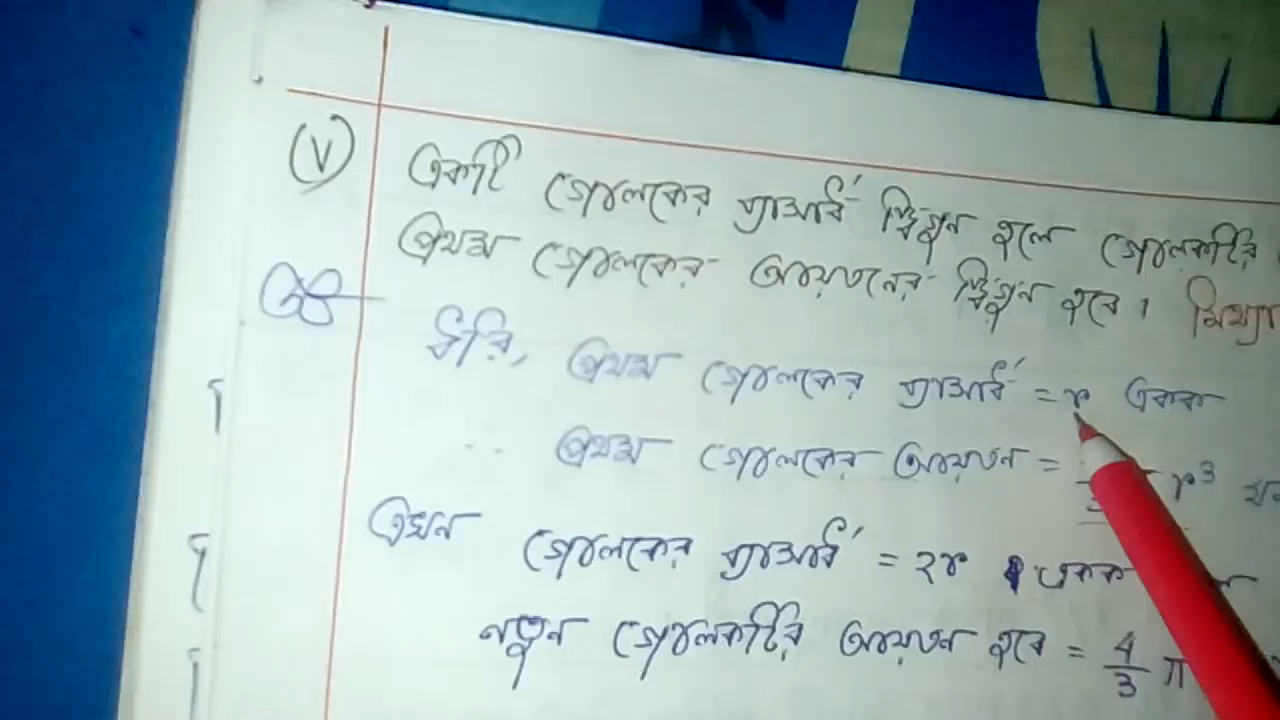 (v) একটি গোলকের ব্যাসার্ধ দ্বিগুন হলে গোলকটির
প্রথম গোলকের আয়তনের দ্বিগুন হবে। মিথ্যা
ধরি, প্রথম গোলকের ব্যাসার্ধ = r একক
প্রথম গোলকের আয়তন = r³
এখন গোলকের ব্যাসার্ধ = ২r একক
নতুন গোলকটির আয়তন হবে = 4/3 π